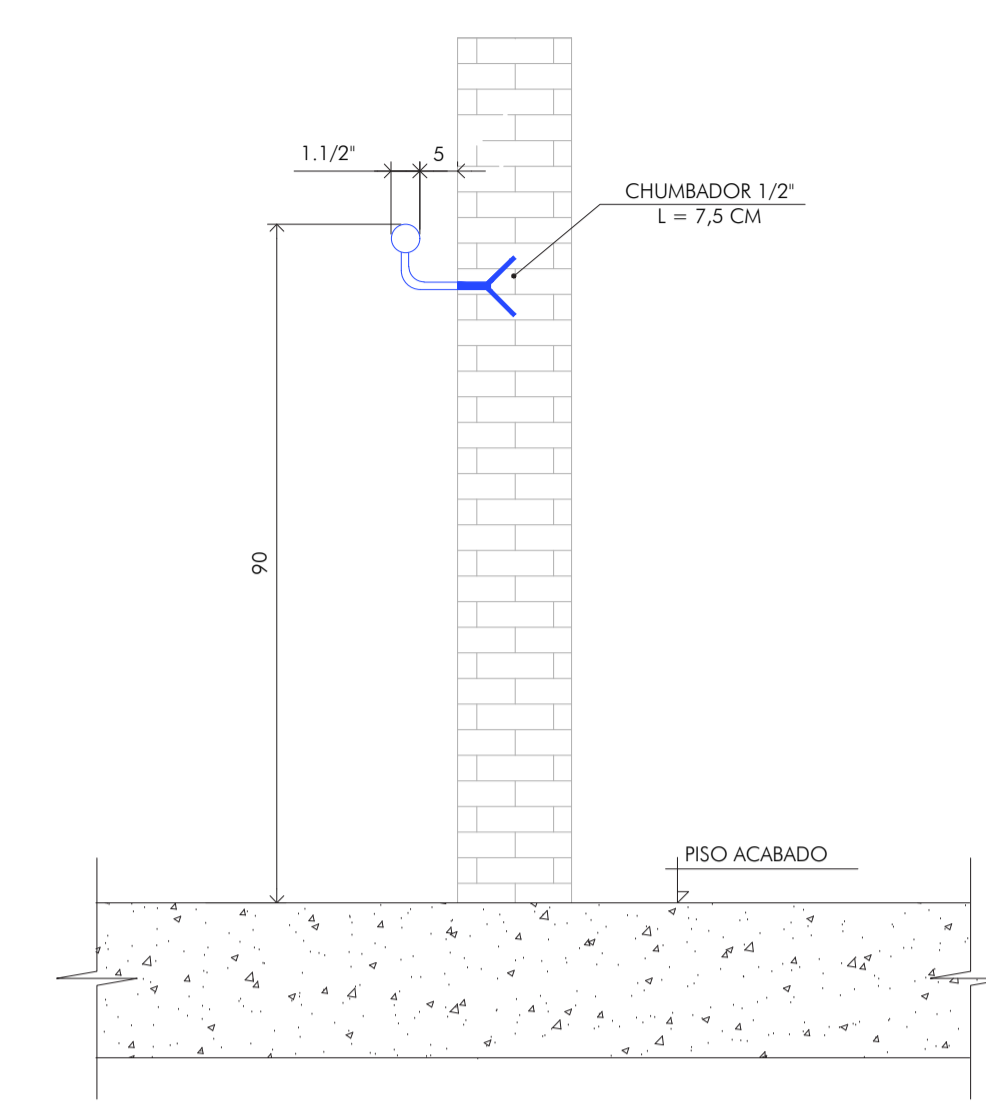 1.1/2"
5
CHUMBADOR 1/2"
L = 7,5 CM
90
PISO ACABADO